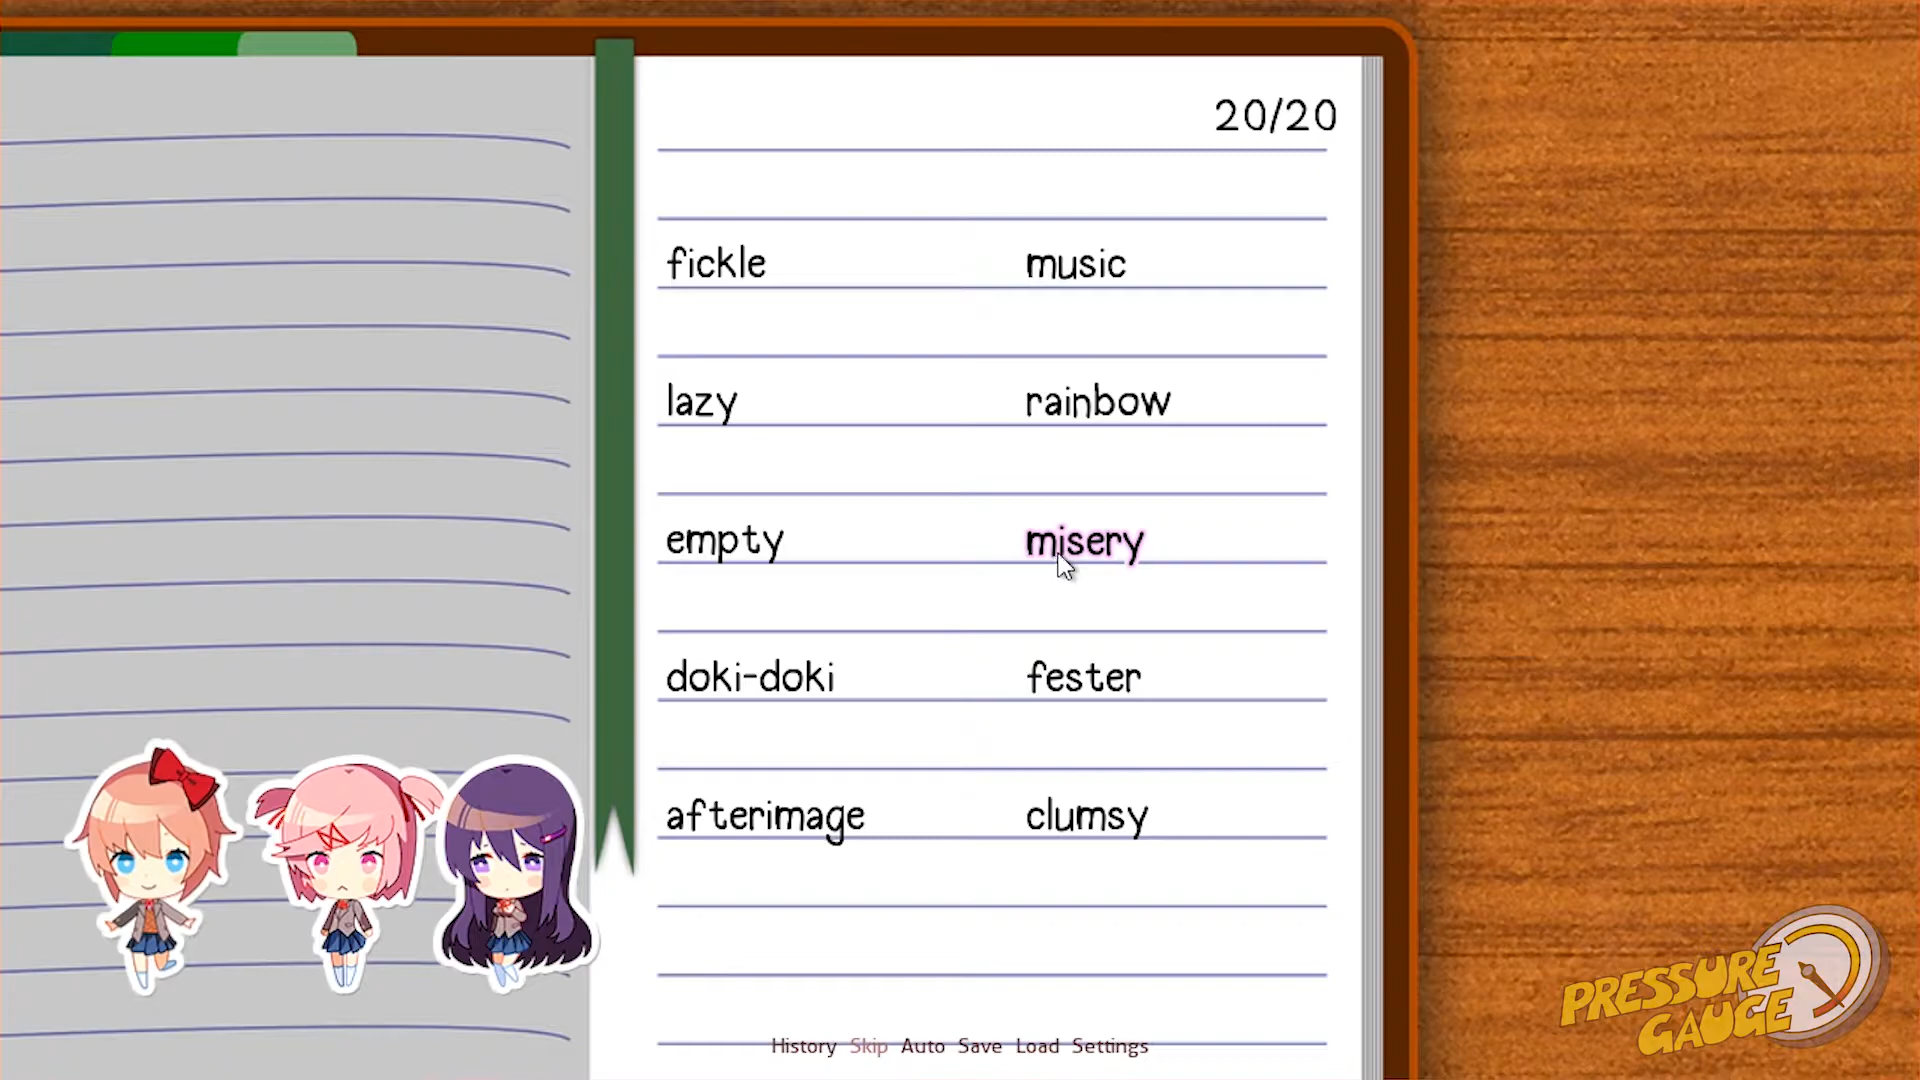 20/20
fickle music
lazy rainbow
empty misery
doki-doki fester
afterimage clumsy
History Skip Auto Save Load Settings
PRESSURE
GAUGE